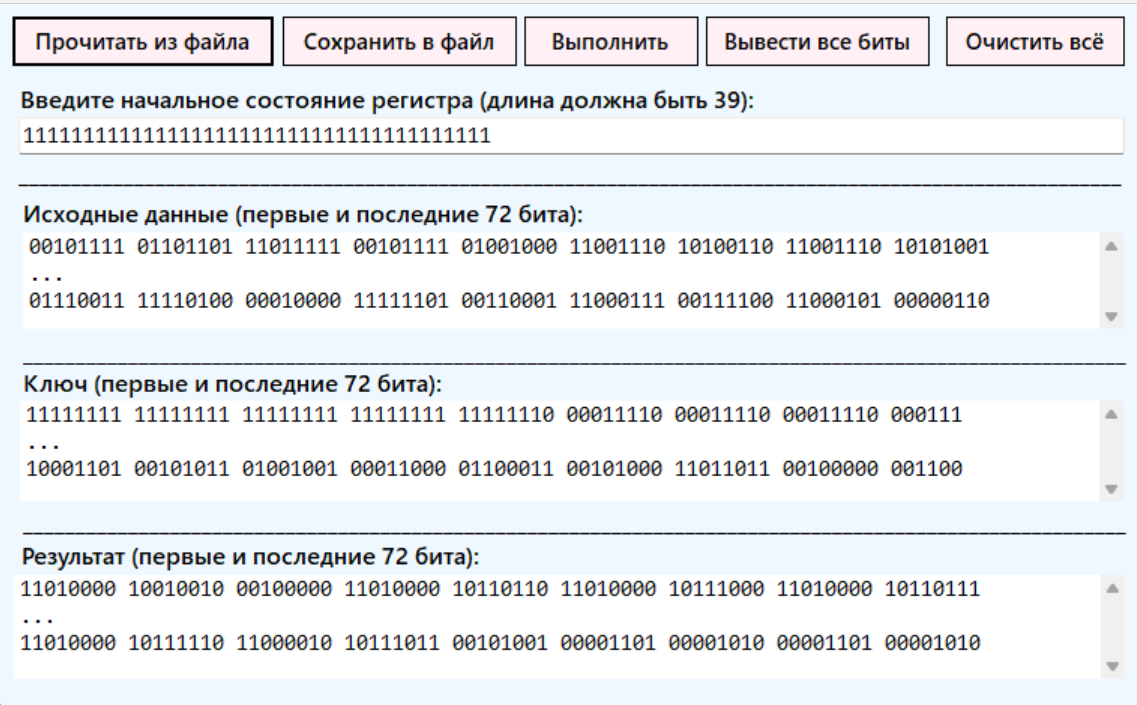 Прочитать из файла Сохранить в файл Выполнить Вывести все биты Очистить всё
Введите начальное состояние регистра (длина должна быть 39):
111111111111111111111111111111111111111
Исходные данные (первые и последние 72 бита):
00101111 01101101 11011111 00101111 01001000 11001110 10100110 11001110 10101001
...
01110011 11110100 00010000 11111101 00110001 11000111 00111100 11000101 00000110
Ключ (первые и последние 72 бита):
11111111 11111111 11111111 11111111 11111110 00011110 00011110 00011110 000111
...
10001101 00101011 01001001 00011000 01100011 00101000 11011011 00100000 001100
Результат (первые и последние 72 бита):
11010000 10010010 00100000 11010000 10110110 11010000 10111000 11010000 10110111
...
11010000 10111110 11000010 10111011 00101001 00001101 00001010 00001101 00001010